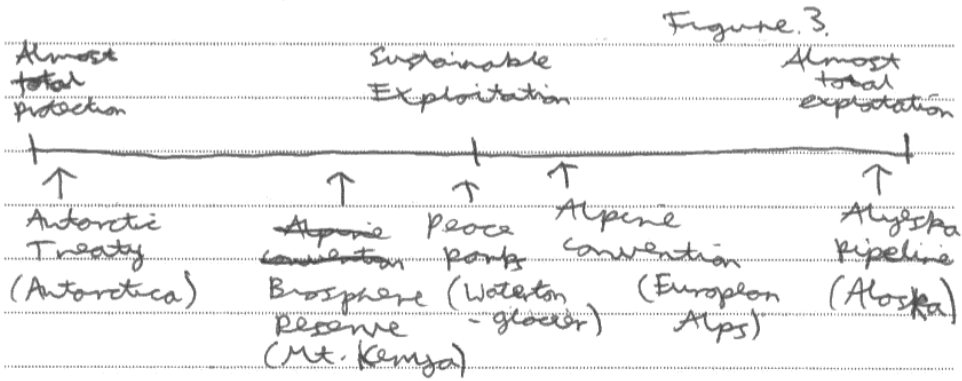 Figure.3.
Almost
total
protection
Sustainable
Exploitation
Almost
total
exploitation
Antarctic
Treaty
(Antarctica)
Alpine
convention
Biosphere
Reserve
(Mt. Kenya)
Peace
parks
(Waterton
-glacier)
Alpine
convention
(European
Alps)
Alyeska
pipeline
(Alaska)